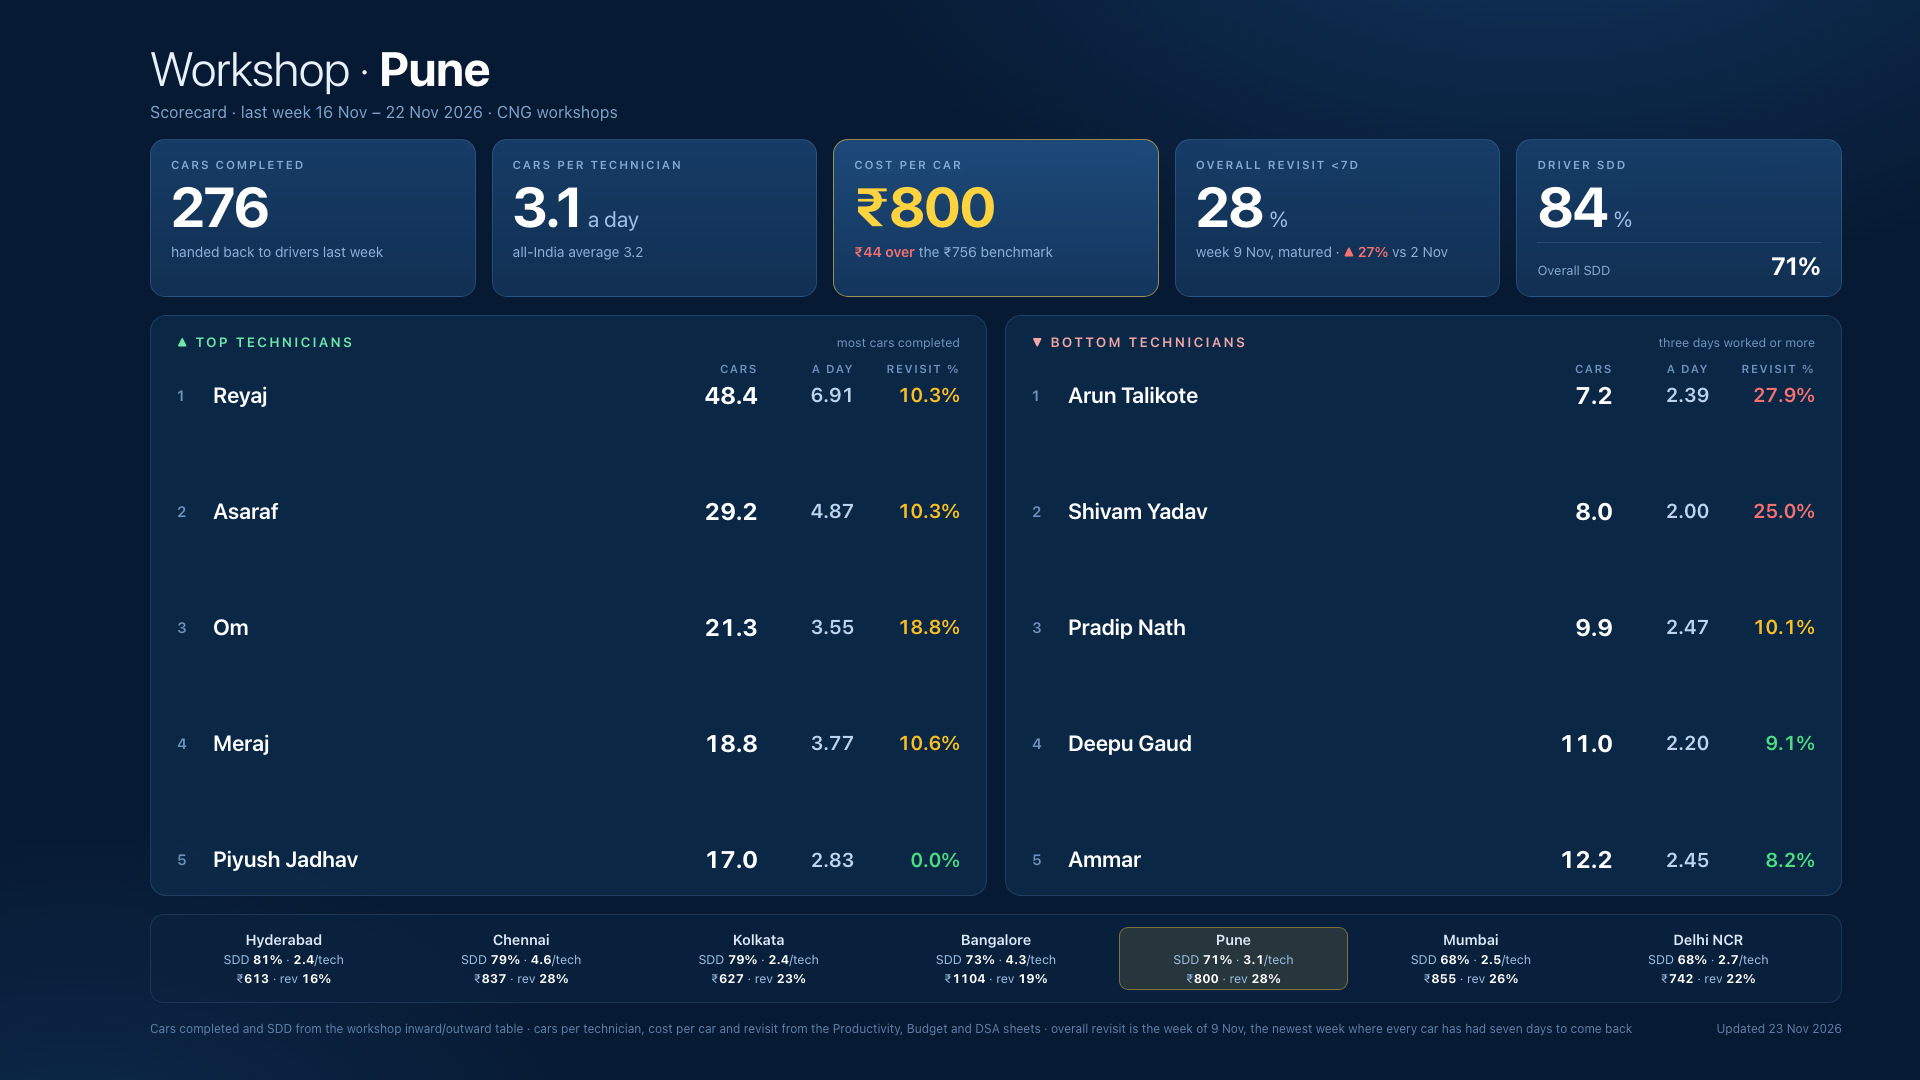 Workshop · Pune
Scorecard · last week 16 Nov – 22 Nov 2026 · CNG workshops
CARS COMPLETED
276
handed back to drivers last week
CARS PER TECHNICIAN
3.1 a day
all-India average 3.2
COST PER CAR
₹800
₹44 over the ₹756 benchmark
OVERALL REVISIT <7D
28 %
week 9 Nov, matured · ▲ 27% vs 2 Nov
DRIVER SDD
84 %
Overall SDD 71%
▲ TOP TECHNICIANS most cars completed
CARS A DAY REVISIT %
1 Reyaj 48.4 6.91 10.3%
2 Asaraf 29.2 4.87 10.3%
3 Om 21.3 3.55 18.8%
4 Meraj 18.8 3.77 10.6%
5 Piyush Jadhav 17.0 2.83 0.0%
▼ BOTTOM TECHNICIANS three days worked or more
CARS A DAY REVISIT %
1 Arun Talikote 7.2 2.39 27.9%
2 Shivam Yadav 8.0 2.00 25.0%
3 Pradip Nath 9.9 2.47 10.1%
4 Deepu Gaud 11.0 2.20 9.1%
5 Ammar 12.2 2.45 8.2%
Hyderabad
SDD 81% · 2.4/tech
₹613 · rev 16%
Chennai
SDD 79% · 4.6/tech
₹837 · rev 28%
Kolkata
SDD 79% · 2.4/tech
₹627 · rev 23%
Bangalore
SDD 73% · 4.3/tech
₹1104 · rev 19%
Pune
SDD 71% · 3.1/tech
₹800 · rev 28%
Mumbai
SDD 68% · 2.5/tech
₹855 · rev 26%
Delhi NCR
SDD 68% · 2.7/tech
₹742 · rev 22%
Cars completed and SDD from the workshop inward/outward table · cars per technician, cost per car and revisit from the Productivity, Budget and DSA sheets · overall revisit is the week of 9 Nov, the newest week where every car has had seven days to come back
Updated 23 Nov 2026